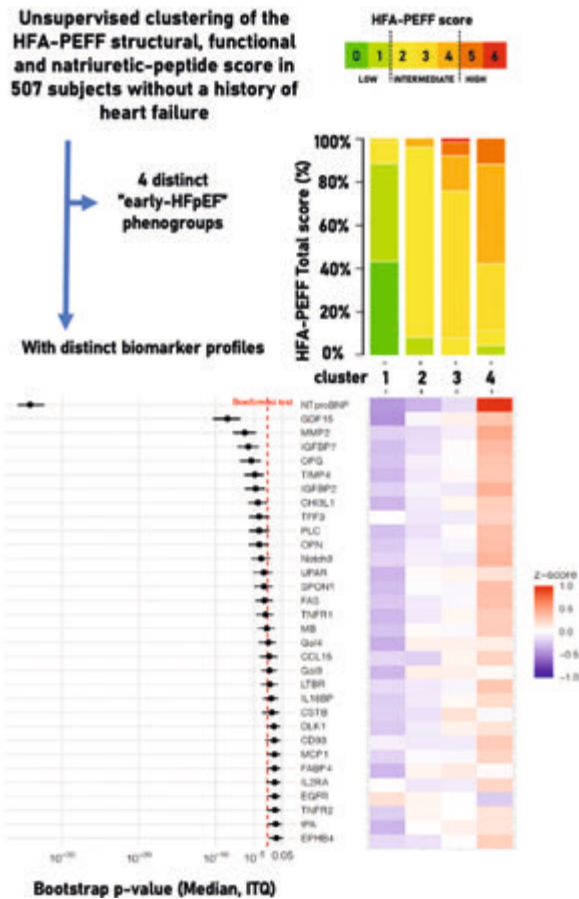 Unsupervised clustering of the
HFA-PEFF structural, functional
and natriuretic-peptide score in
507 subjects without a history of
heart failure
HFA-PEFF score
0 1 2 3 4 5 6
LOW INTERMEDIATE HIGH
4 distinct
"early-HFpEF"
phenogroups
With distinct biomarker profiles
HFA-PEFF Total score (%)
100%
80%
60%
40%
20%
0%
cluster 1 2 3 4
NTproBNP
GDF15
MMP2
IGFBP7
OPG
TIMP4
IGFBP2
CHI3L1
TFF3
PLC
OPN
Notch3
UPAR
SPON1
FAS
TNFR1
MB
Gal4
CCL15
Gal9
LTBR
IL18BP
CSTB
DLK1
CD93
MCP1
FABP4
IL2RA
EGFR
TNFR2
tPA
EPHB4
z-score
1.0
0.5
0.0
−0.5
−1.0
0.05
Bootstrap p-value (Median, ITQ)